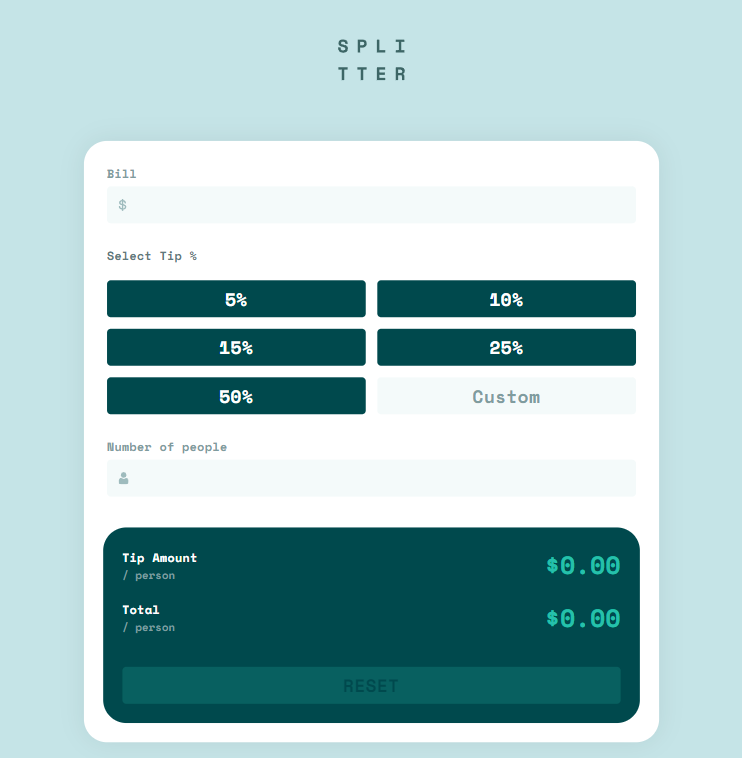 SPLI
TTER
Bill
$
Select Tip %
5%
10%
15%
25%
50%
Custom
Number of people
Tip Amount
/ person
$0.00
Total
/ person
$0.00
RESET